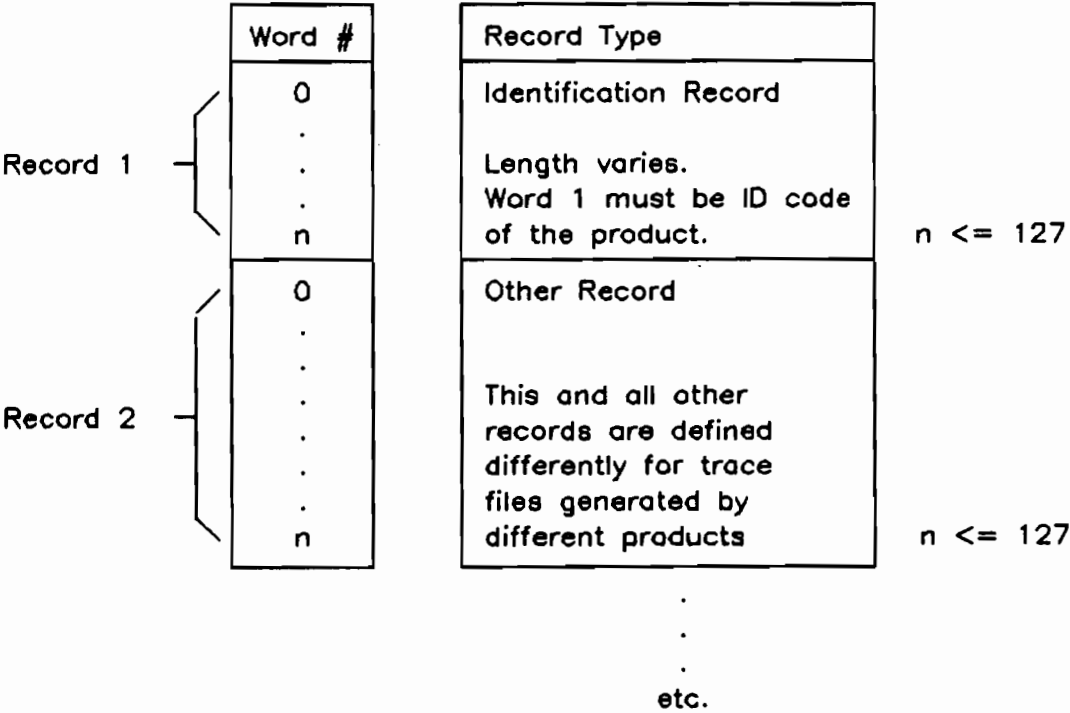 Word # Record Type
0 Identification Record
.
Record 1 . Length varies.
. Word 1 must be ID code
n of the product. n <= 127
0 Other Record
.
.
. This and all other
Record 2 . records are defined
. differently for trace
. files generated by
n different products n <= 127
.
.
.
etc.